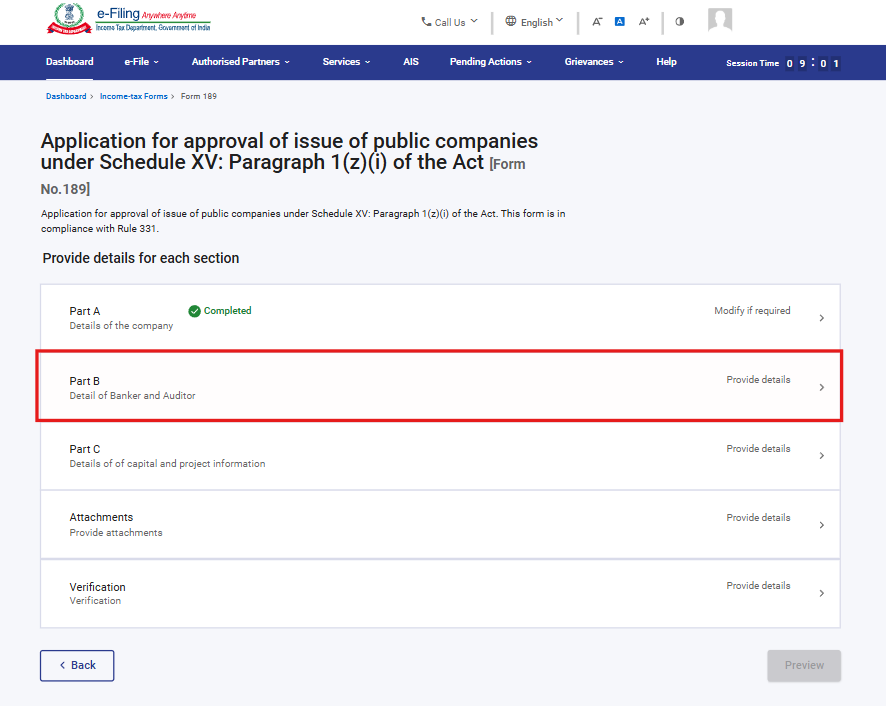 e-Filing Anywhere Anytime
Income Tax Department, Government of India
Call Us
English
A-
A
A+
Dashboard
e-File
Authorised Partners
Services
AIS
Pending Actions
Grievances
Help
Session Time 0 9 : 0 1
Dashboard > Income-tax Forms > Form 189
Application for approval of issue of public companies
under Schedule XV: Paragraph 1(z)(i) of the Act [Form
No.189]
Application for approval of issue of public companies under Schedule XV: Paragraph 1(z)(i) of the Act. This form is in
compliance with Rule 331.
Provide details for each section
Part A Completed Modify if required
Details of the company
Part B Provide details
Detail of Banker and Auditor
Part C Provide details
Details of of capital and project information
Attachments Provide details
Provide attachments
Verification Provide details
Verification
< Back
Preview